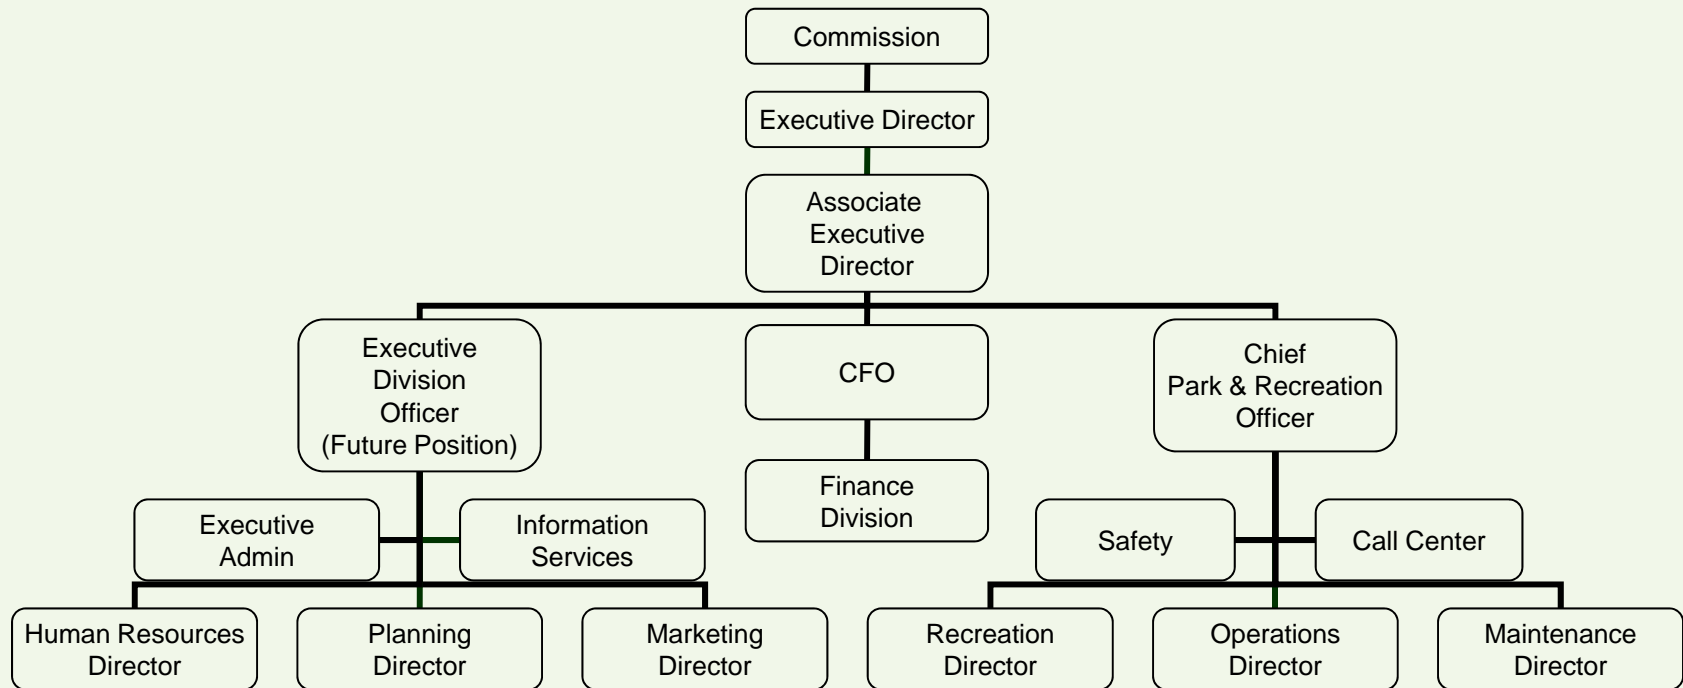 Commission
Executive Director
Associate
Executive
Director
Executive
Division
Officer
(Future Position)
CFO
Chief
Park & Recreation
Officer
Finance
Division
Executive
Admin
Information
Services
Safety
Call Center
Human Resources
Director
Planning
Director
Marketing
Director
Recreation
Director
Operations
Director
Maintenance
Director